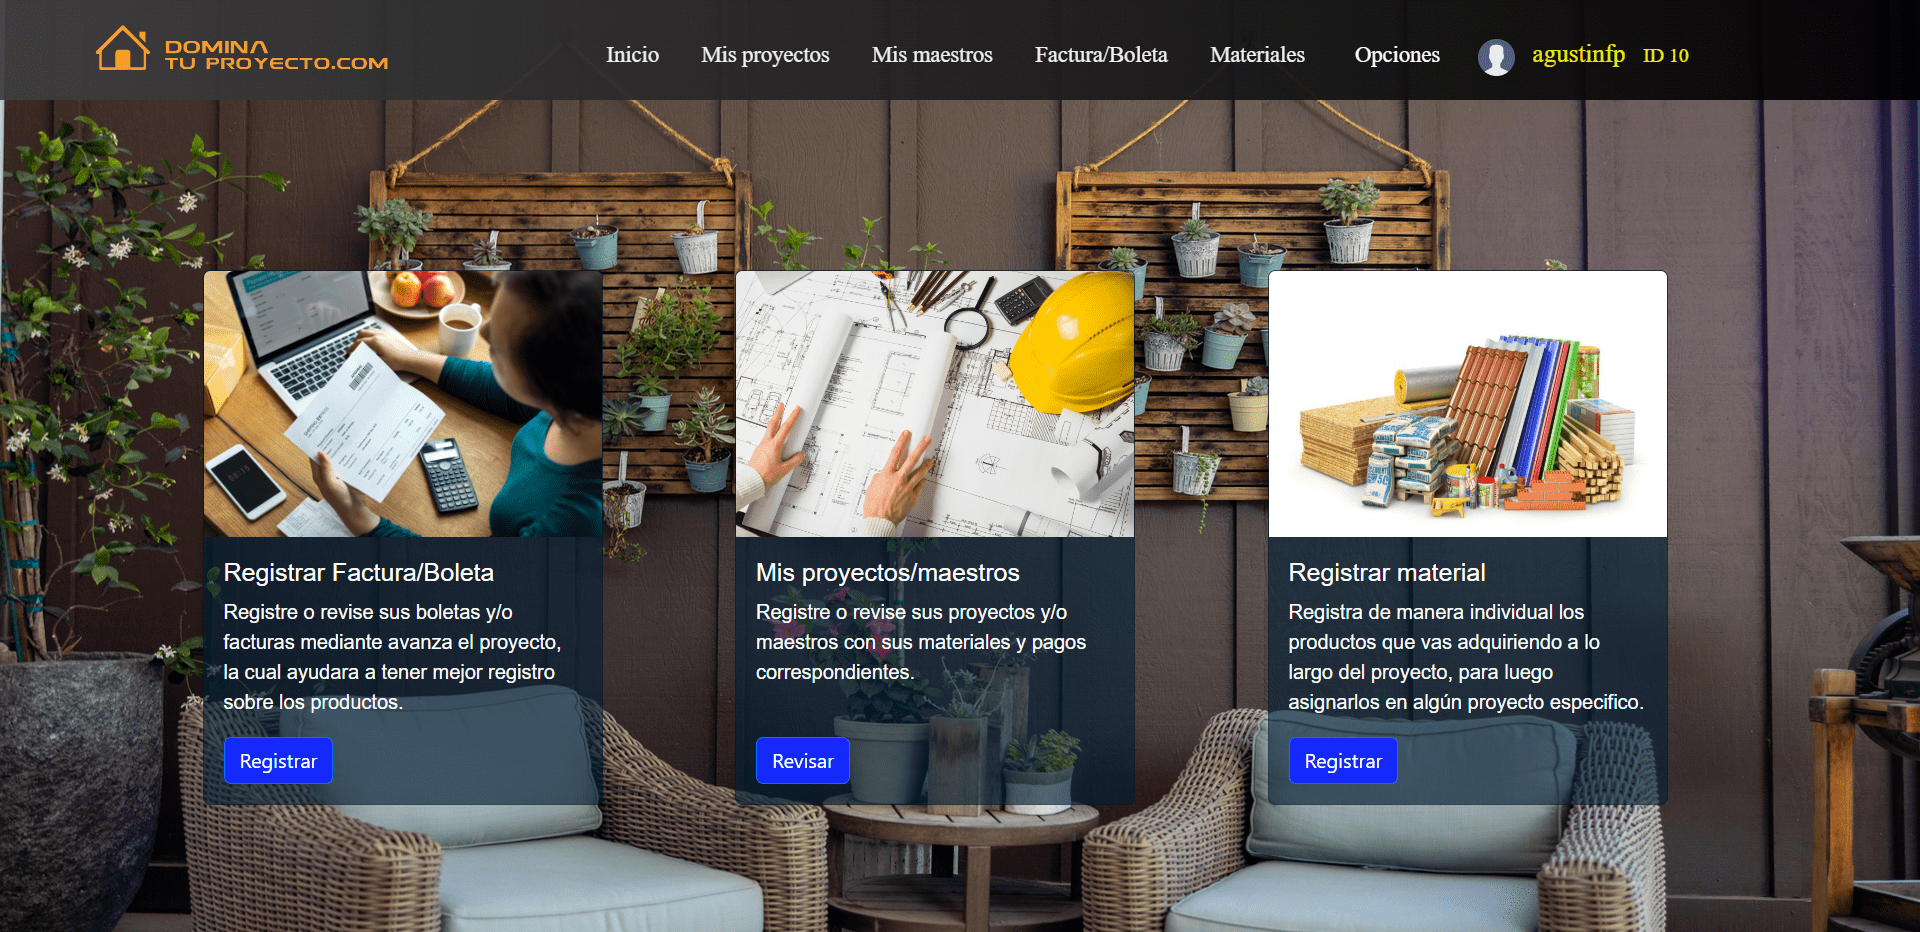 DOMINA
TU PROYECTO.COM
Inicio
Mis proyectos
Mis maestros
Factura/Boleta
Materiales
Opciones
agustinfp
ID 10
Registrar Factura/Boleta
Registre o revise sus boletas y/o
facturas mediante avanza el proyecto,
la cual ayudara a tener mejor registro
sobre los productos.
Registrar
Mis proyectos/maestros
Registre o revise sus proyectos y/o
maestros con sus materiales y pagos
correspondientes.
Revisar
Registrar material
Registra de manera individual los
productos que vas adquiriendo a lo
largo del proyecto, para luego
asignarlos en algún proyecto especifico.
Registrar